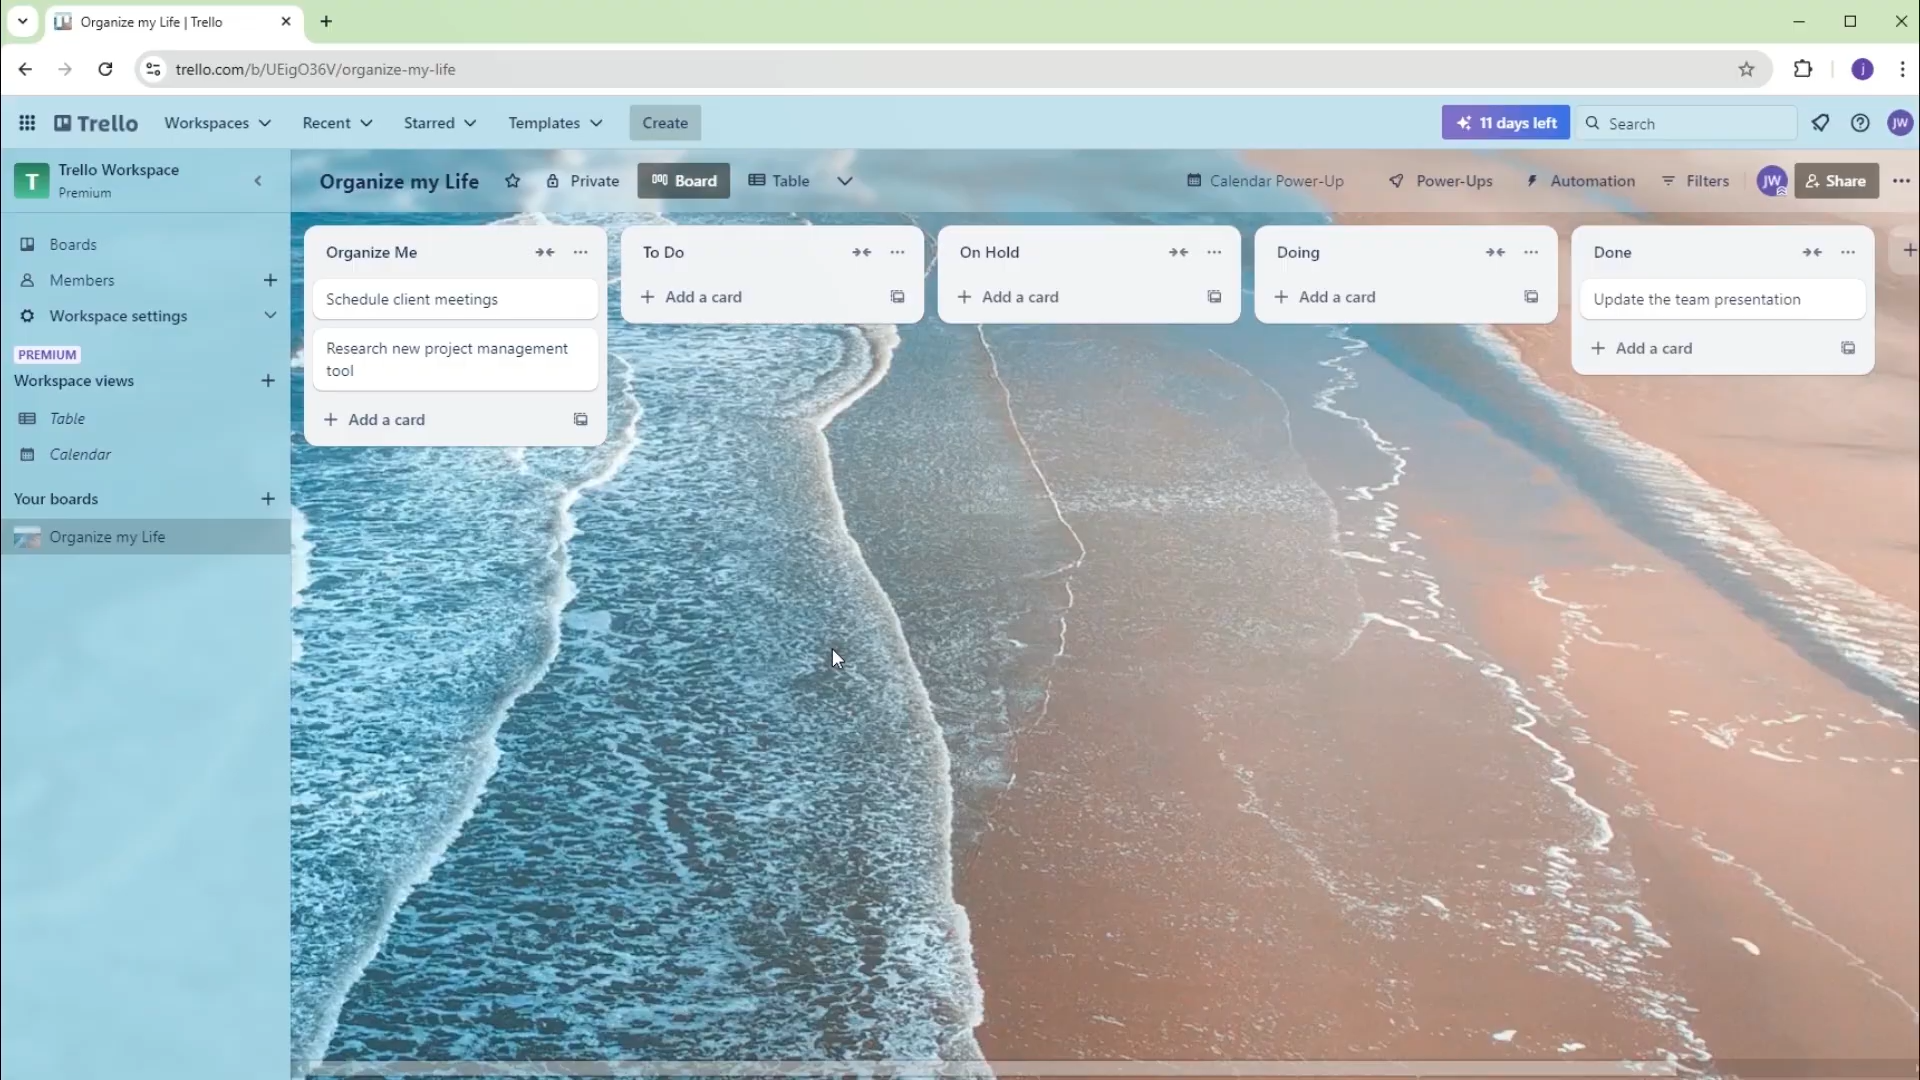 Organize my Life | Trello
trello.com/b/UEigO36V/organize-my-life
j
Trello
Workspaces
Recent
Starred
Templates
Create
11 days left
Search
JW
T
Trello Workspace
Premium
Organize my Life
Private
Board
Table
Calendar Power-Up
Power-Ups
Automation
Filters
JW
Share
Boards
Members
Workspace settings
PREMIUM
Workspace views
Table
Calendar
Your boards
Organize my Life
Organize Me
Schedule client meetings
Research new project management
tool
Add a card
To Do
Add a card
On Hold
Add a card
Doing
Add a card
Done
Update the team presentation
Add a card